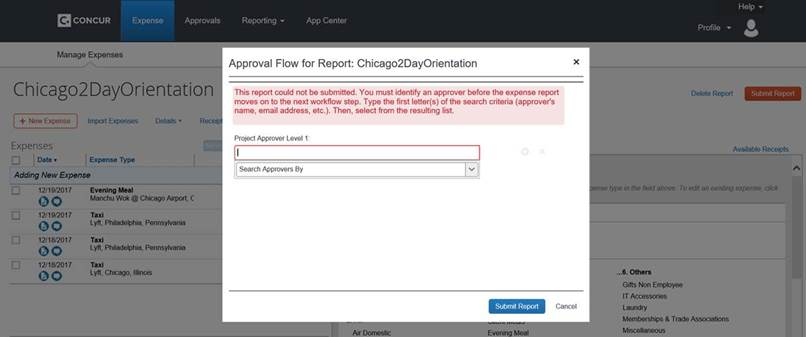 Help
CONCUR
Expense
Approvals
Reporting
App Center
Profile
Manage Expenses
Approval Flow for Report: Chicago2DayOrientation
Chicago2DayOrientation
Delete Report
Submit Report
This report could not be submitted. You must identify an approver before the expense report
moves on to the next workflow step. Type the first letter(s) of the search criteria (approver's
name, email address, etc.). Then, select from the resulting list.
+ New Expense
Import Expenses
Details
Receipt
Project Approver Level 1:
Expenses
Available Receipts
Date
Expense Type
Search Approvers By
Adding New Expense
12/19/2017
Evening Meal
Manchu Wok @ Chicago Airport, C
pense type in the field above. To edit an existing expense, click
12/19/2017
Taxi
Lyft, Philadelphia, Pennsylvania
12/18/2017
Taxi
Lyft, Philadelphia, Pennsylvania
12/18/2017
Taxi
Lyft, Chicago, Illinois
...6. Others
Gifts Non Employee
IT Accessories
Laundry
Memberships & Trade Associations
Miscellaneous
Submit Report
Cancel
Air Domestic
Evening Meal